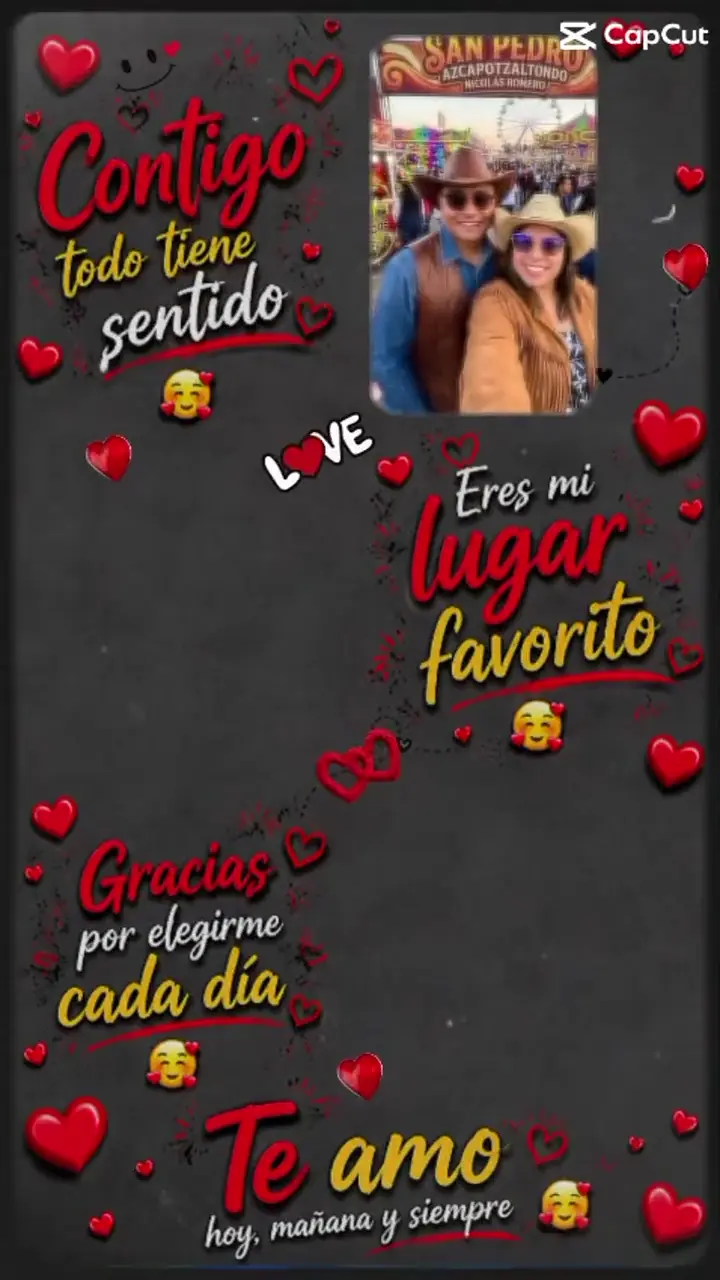 CapCut
SAN PEDRO
AZCAPOTZALTONDO
NICOLÁS ROMERO
Contigo
todo tiene
sentido
LOVE
Eres mi
lugar
favorito
Gracias
por elegirme
cada día
Te amo
hoy, mañana y siempre